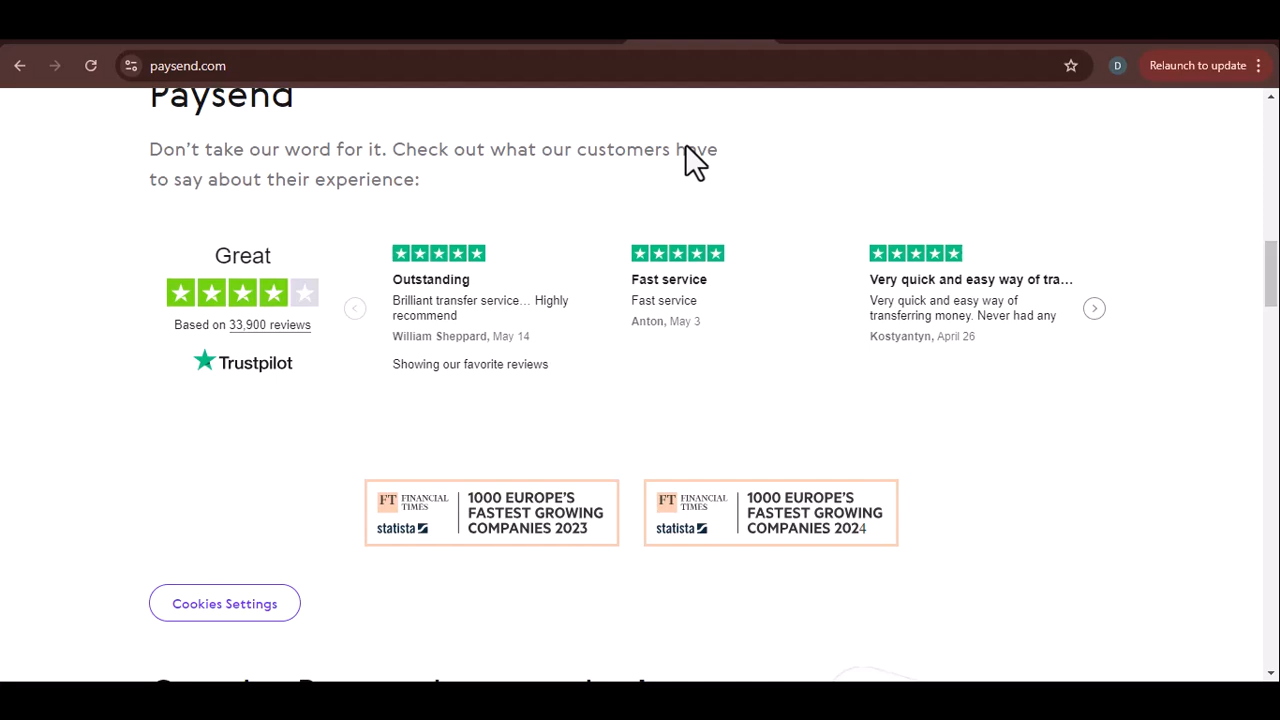 paysend.com
D
Relaunch to update
Paysend
Don’t take our word for it. Check out what our customers have
to say about their experience:
Great
Based on 33,900 reviews
Trustpilot
Outstanding
Brilliant transfer service... Highly
recommend
William Sheppard, May 14
Showing our favorite reviews
Fast service
Fast service
Anton, May 3
Very quick and easy way of tra...
Very quick and easy way of
transferring money. Never had any
Kostyantyn, April 26
FT FINANCIAL
TIMES
statista
1000 EUROPE'S
FASTEST GROWING
COMPANIES 2023
FT FINANCIAL
TIMES
statista
1000 EUROPE'S
FASTEST GROWING
COMPANIES 2024
Cookies Settings